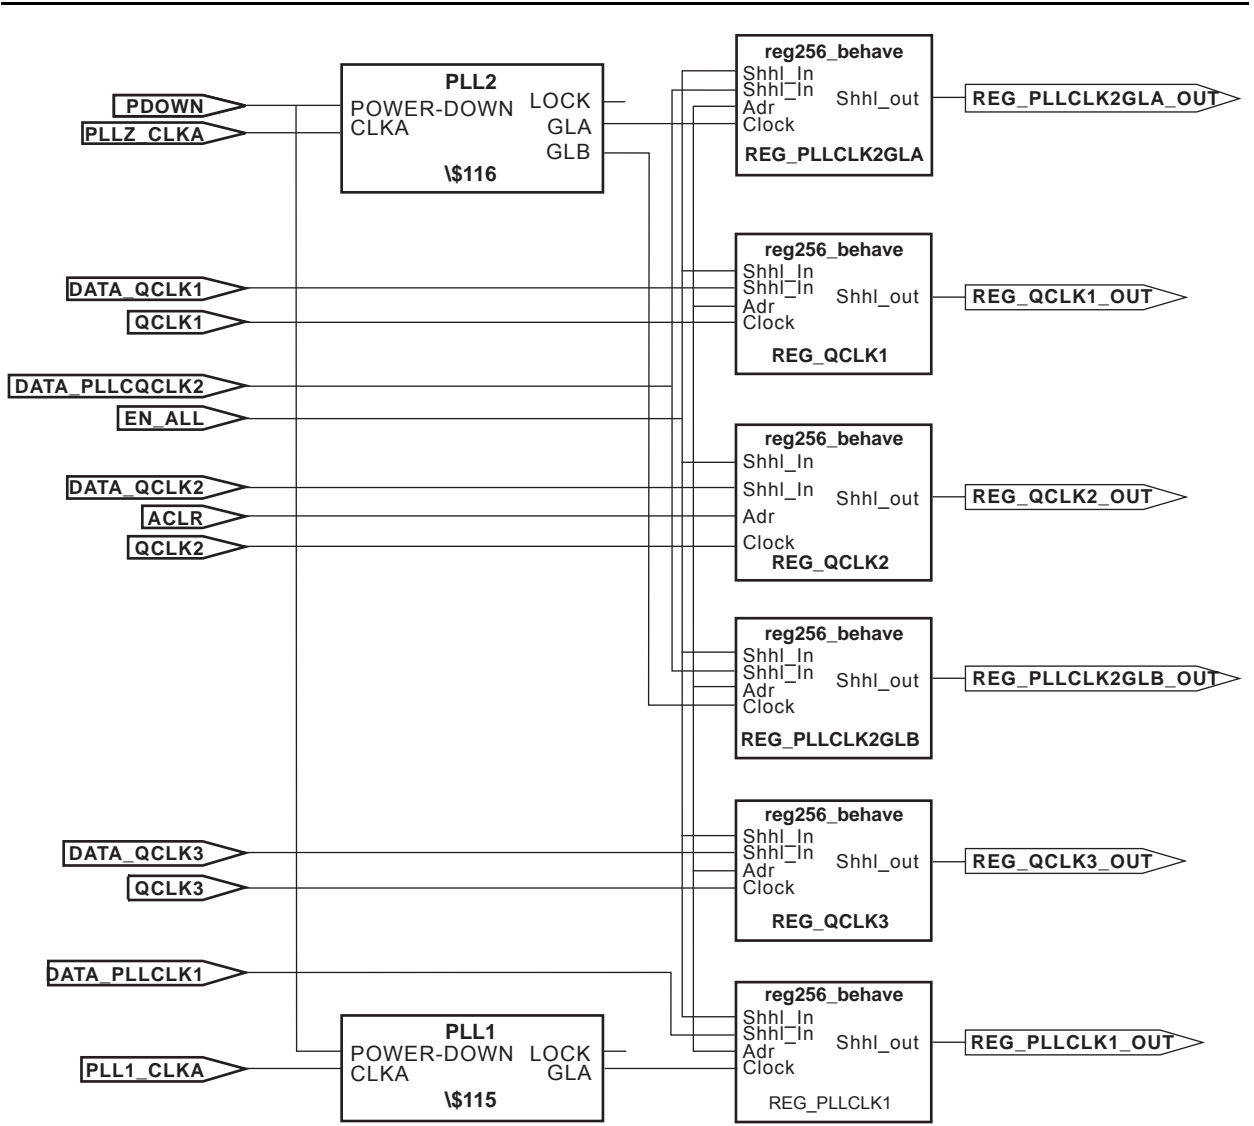 PDOWN
PLLZ_CLKA
PLL2
POWER-DOWN
CLKA
LOCK
GLA
GLB
\$116
reg256_behave
Shhl_In
Shhl_In
Adr
Clock
Shhl_out
REG_PLLCLK2GLA
REG_PLLCLK2GLA_OUT
DATA_QCLK1
QCLK1
reg256_behave
Shhl_In
Shhl_In
Adr
Clock
Shhl_out
REG_QCLK1
REG_QCLK1_OUT
DATA_PLLCQCLK2
EN_ALL
DATA_QCLK2
ACLR
QCLK2
reg256_behave
Shhl_In
Shhl_In
Adr
Clock
Shhl_out
REG_QCLK2
REG_QCLK2_OUT
reg256_behave
Shhl_In
Shhl_In
Adr
Clock
Shhl_out
REG_PLLCLK2GLB
REG_PLLCLK2GLB_OUT
DATA_QCLK3
QCLK3
reg256_behave
Shhl_In
Shhl_In
Adr
Clock
Shhl_out
REG_QCLK3
REG_QCLK3_OUT
DATA_PLLCLK1
PLL1_CLKA
PLL1
POWER-DOWN
CLKA
LOCK
GLA
\$115
reg256_behave
Shhl_In
Shhl_In
Adr
Clock
Shhl_out
REG_PLLCLK1
REG_PLLCLK1_OUT